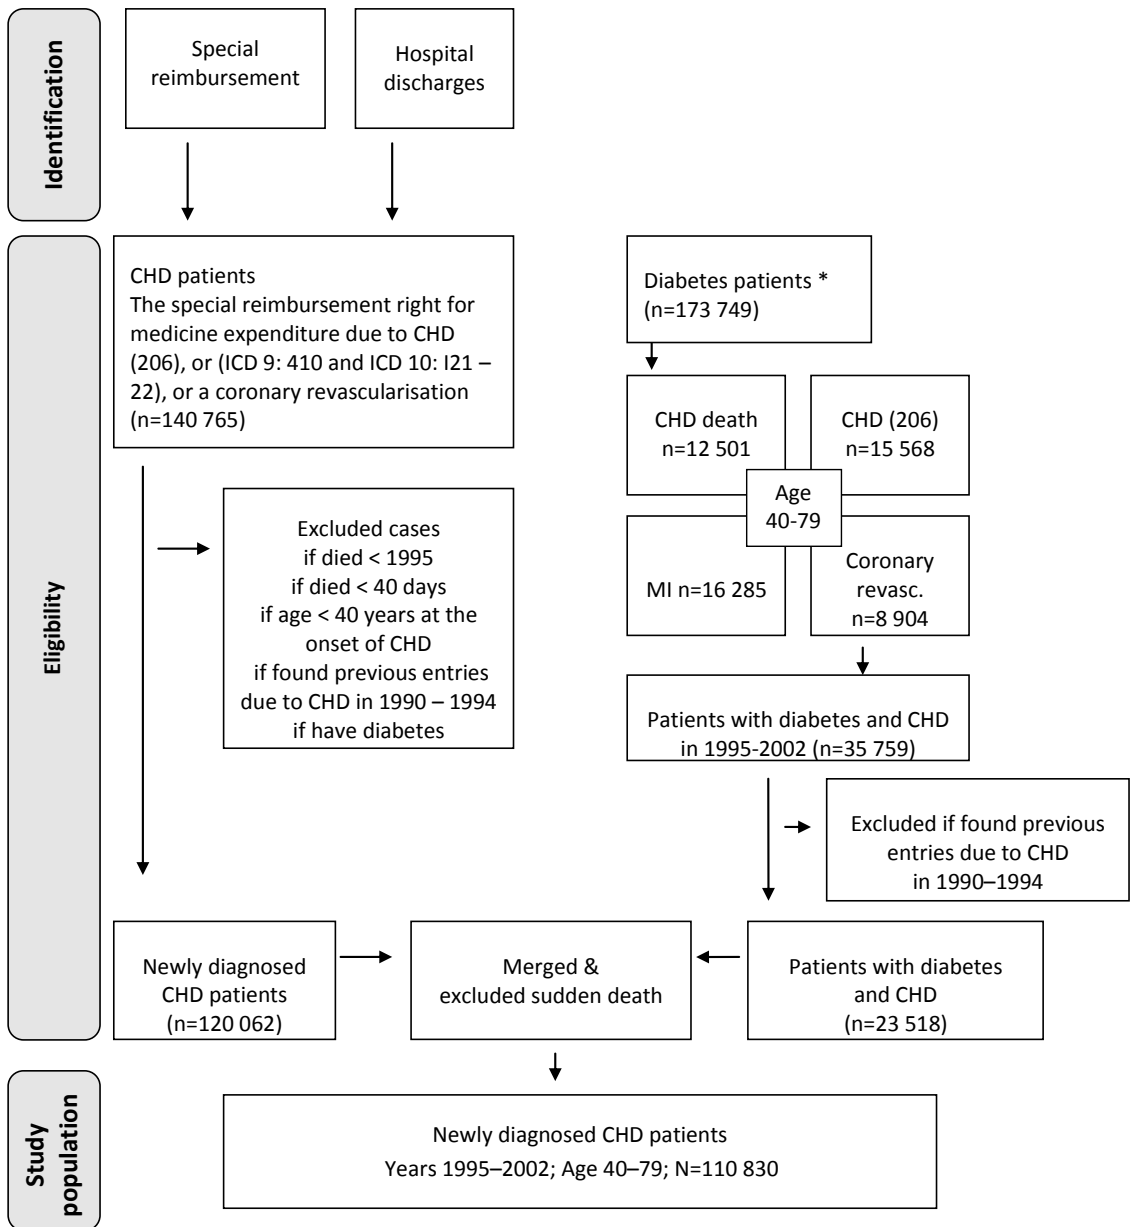 Identification
Special
reimbursement
Hospital
discharges
Eligibility
CHD patients
The special reimbursement right for
medicine expenditure due to CHD
(206), or (ICD 9: 410 and ICD 10: I21 –
22), or a coronary revascularisation
(n=140 765)
Excluded cases
if died < 1995
if died < 40 days
if age < 40 years at the
onset of CHD
if found previous entries
due to CHD in 1990 – 1994
if have diabetes
Diabetes patients *
(n=173 749)
CHD death
n=12 501
CHD (206)
n=15 568
Age
40-79
MI n=16 285
Coronary
revasc.
n=8 904
Patients with diabetes and CHD
in 1995-2002 (n=35 759)
Excluded if found previous
entries due to CHD
in 1990–1994
Newly diagnosed
CHD patients
(n=120 062)
Merged &
excluded sudden death
Patients with diabetes
and CHD
(n=23 518)
Study
population
Newly diagnosed CHD patients
Years 1995–2002; Age 40–79; N=110 830